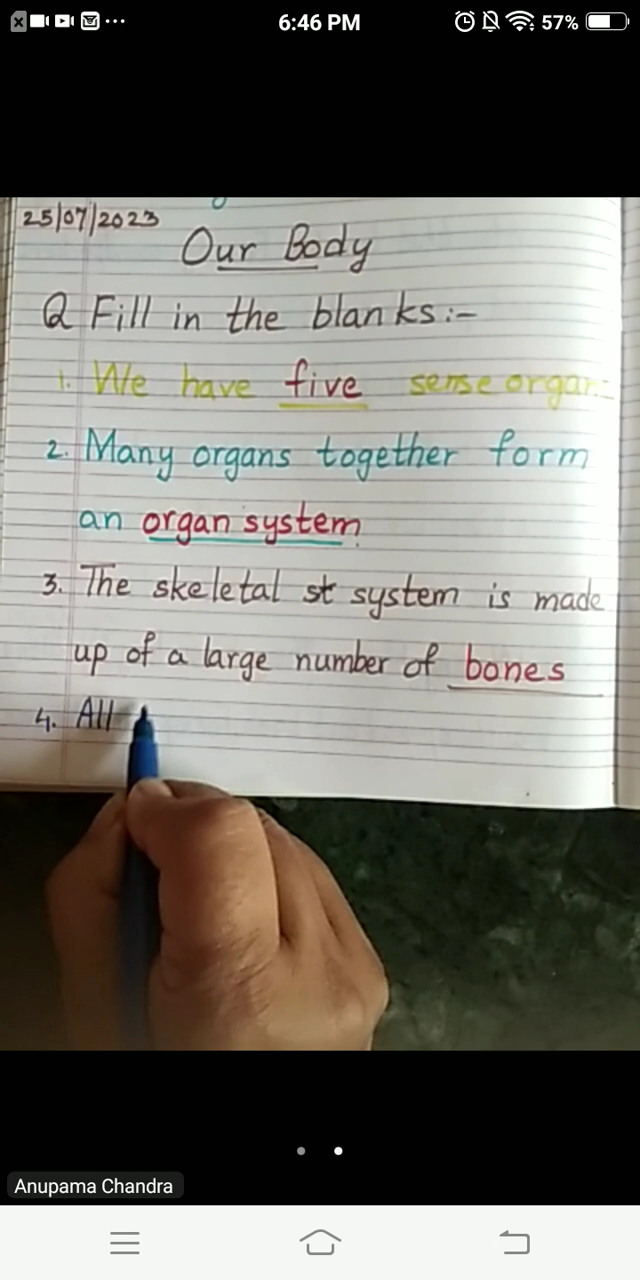 6:46 PM
57%
25/07/2023
Our Body
Q Fill in the blanks :-
1. We have five sense organ
2. Many organs together form
an organ system.
3. The skeletal st system is made
up of a large number of bones
4. All
Anupama Chandra